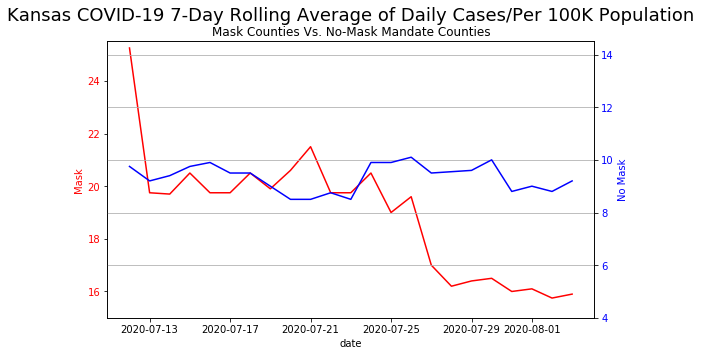 Kansas COVID-19 7-Day Rolling Average of Daily Cases/Per 100K Population
Mask Counties Vs. No-Mask Mandate Counties
24
22
20
18
16
Mask
14
12
10
8
6
4
No Mask
2020-07-13 2020-07-17 2020-07-21 2020-07-25 2020-07-29 2020-08-01
date